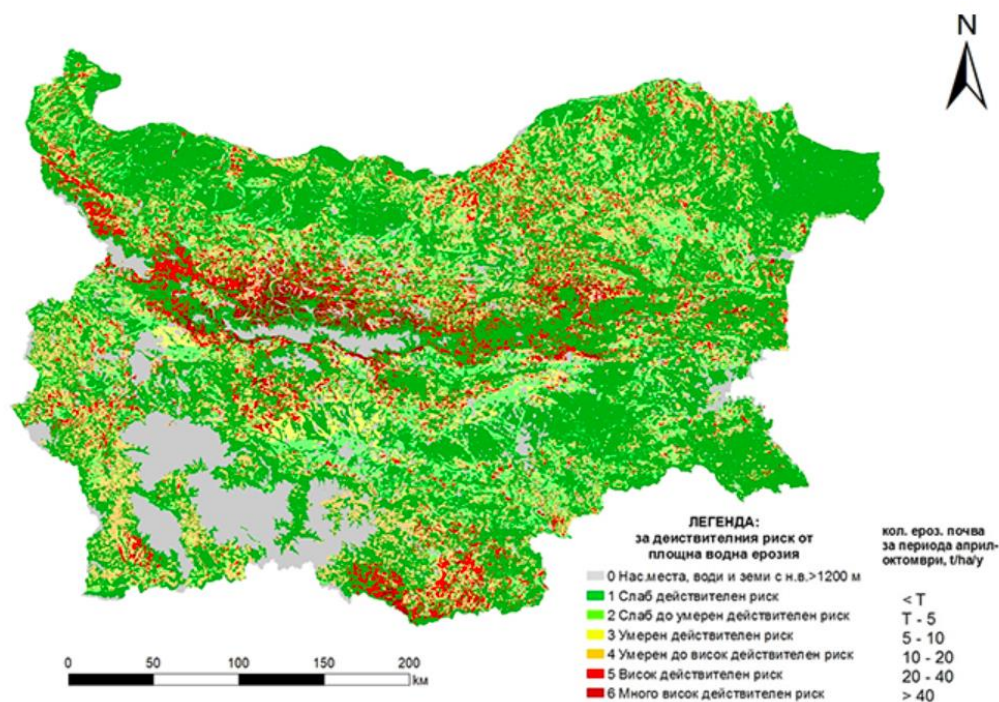 N
ЛЕГЕНДА:
за действителния риск от
площна водна ерозия
кол. ероз. почва
за периода април-
октомври, t/ha/y
0 Нас.места, води и земи с н.в.>1200 м
1 Слаб действителен риск
< T
2 Слаб до умерен действителен риск
T - 5
3 Умерен действителен риск
5 - 10
4 Умерен до висок действителен риск
10 - 20
5 Висок действителен риск
20 - 40
6 Много висок действителен риск
> 40
0 50 100 150 200
км